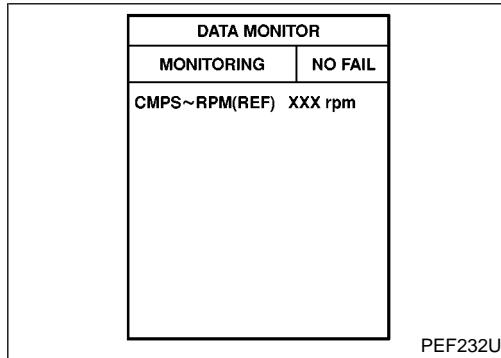 DATA MONITOR
MONITORING NO FAIL
CMPS~RPM(REF) XXX rpm
PEF232U